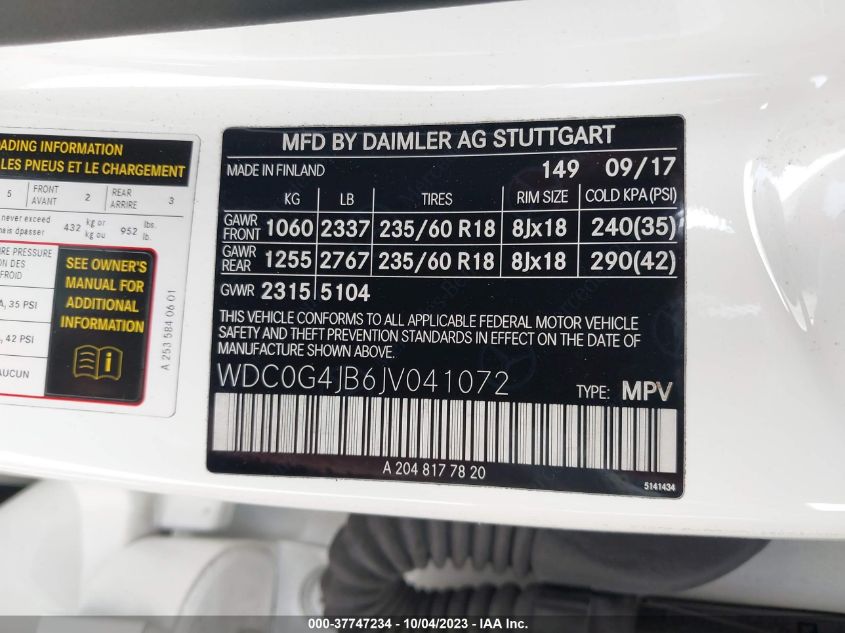 ADING INFORMATION
LES PNEUS ET LE CHARGEMENT
5 FRONT AVANT 2 REAR ARRIERE 3
never exceed 432 kg or 952 lbs.
mais dpasser kg ou lb.
RE PRESSURE
ON DES
FROID
A, 35 PSI
, 42 PSI
AUCUN
SEE OWNER'S
MANUAL FOR
ADDITIONAL
INFORMATION
A 253 584 06 01
MFD BY DAIMLER AG STUTTGART
MADE IN FINLAND 149 09/17
KG LB TIRES RIM SIZE COLD KPA(PSI)
GAWR FRONT 1060 2337 235/60 R18 8Jx18 240(35)
GAWR REAR 1255 2767 235/60 R18 8Jx18 290(42)
GVWR 2315 5104
THIS VEHICLE CONFORMS TO ALL APPLICABLE FEDERAL MOTOR VEHICLE
SAFETY AND THEFT PREVENTION STANDARDS IN EFFECT ON THE DATE OF
MANUFACTURE SHOWN ABOVE.
WDC0G4JB6JV041072 TYPE: MPV
A 204 817 78 20
5141434
000-37747234 - 10/04/2023 - IAA Inc.